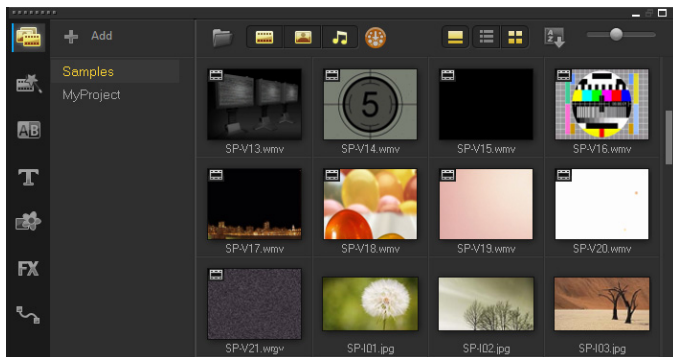 Add
Samples
MyProject
5
SP-V13.wmv
SP-V14.wmv
SP-V15.wmv
SP-V16.wmv
AB
SP-V17.wmv
SP-V18.wmv
SP-V19.wmv
SP-V20.wmv
T
FX
SP-V21.wmv
SP-I01.jpg
SP-I02.jpg
SP-I03.jpg
A
Z